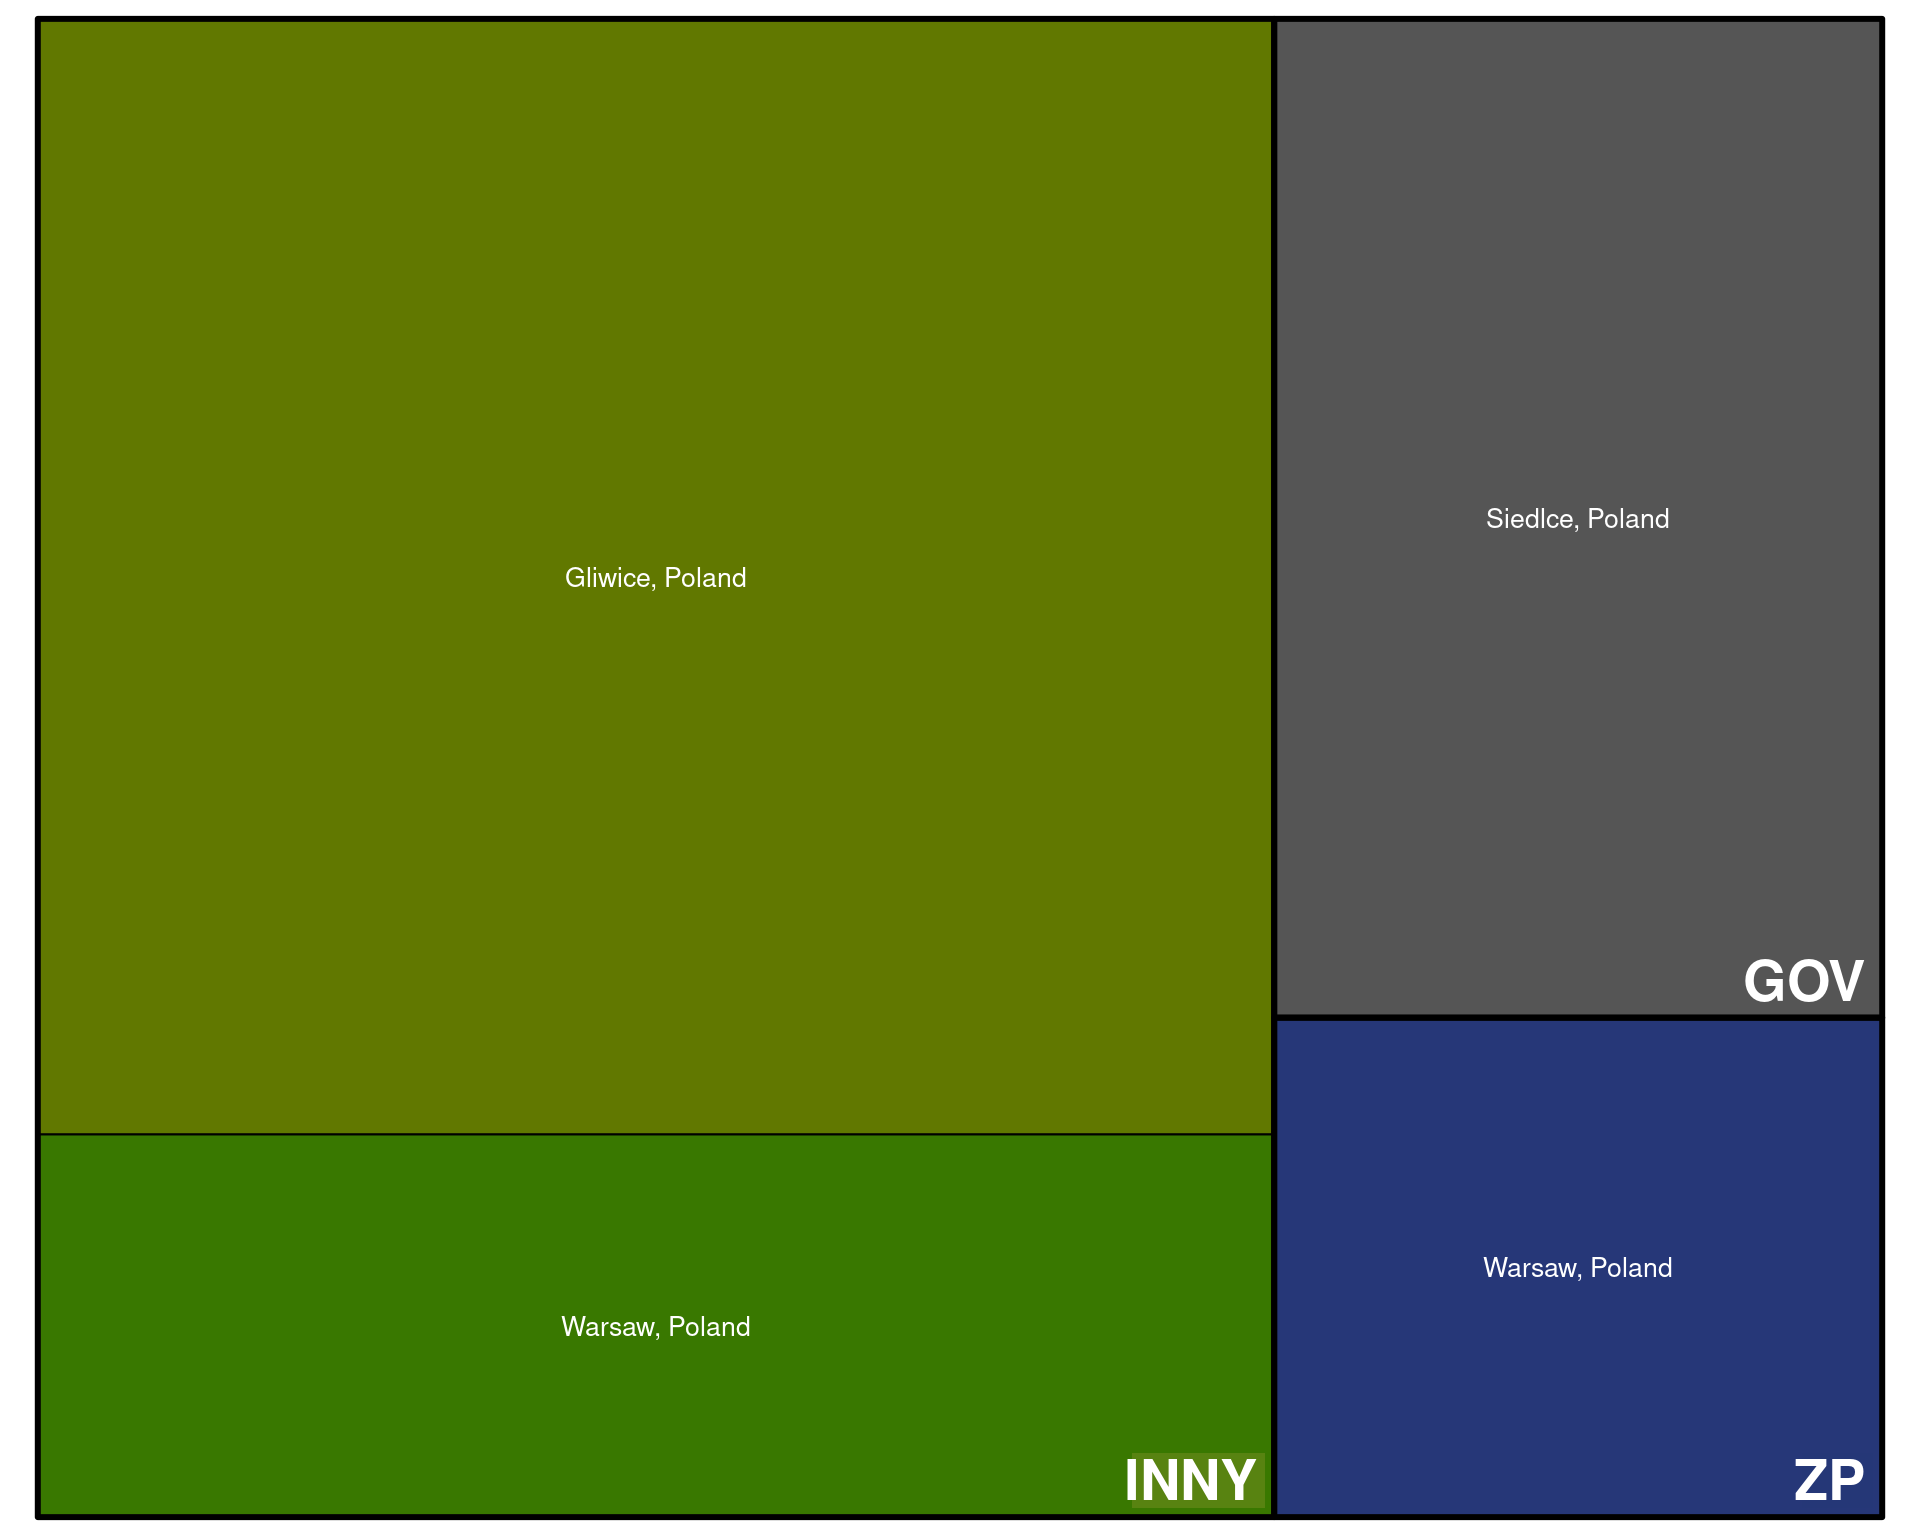 Gliwice, Poland
Warsaw, Poland
INNY
Siedlce, Poland
GOV
Warsaw, Poland
ZP